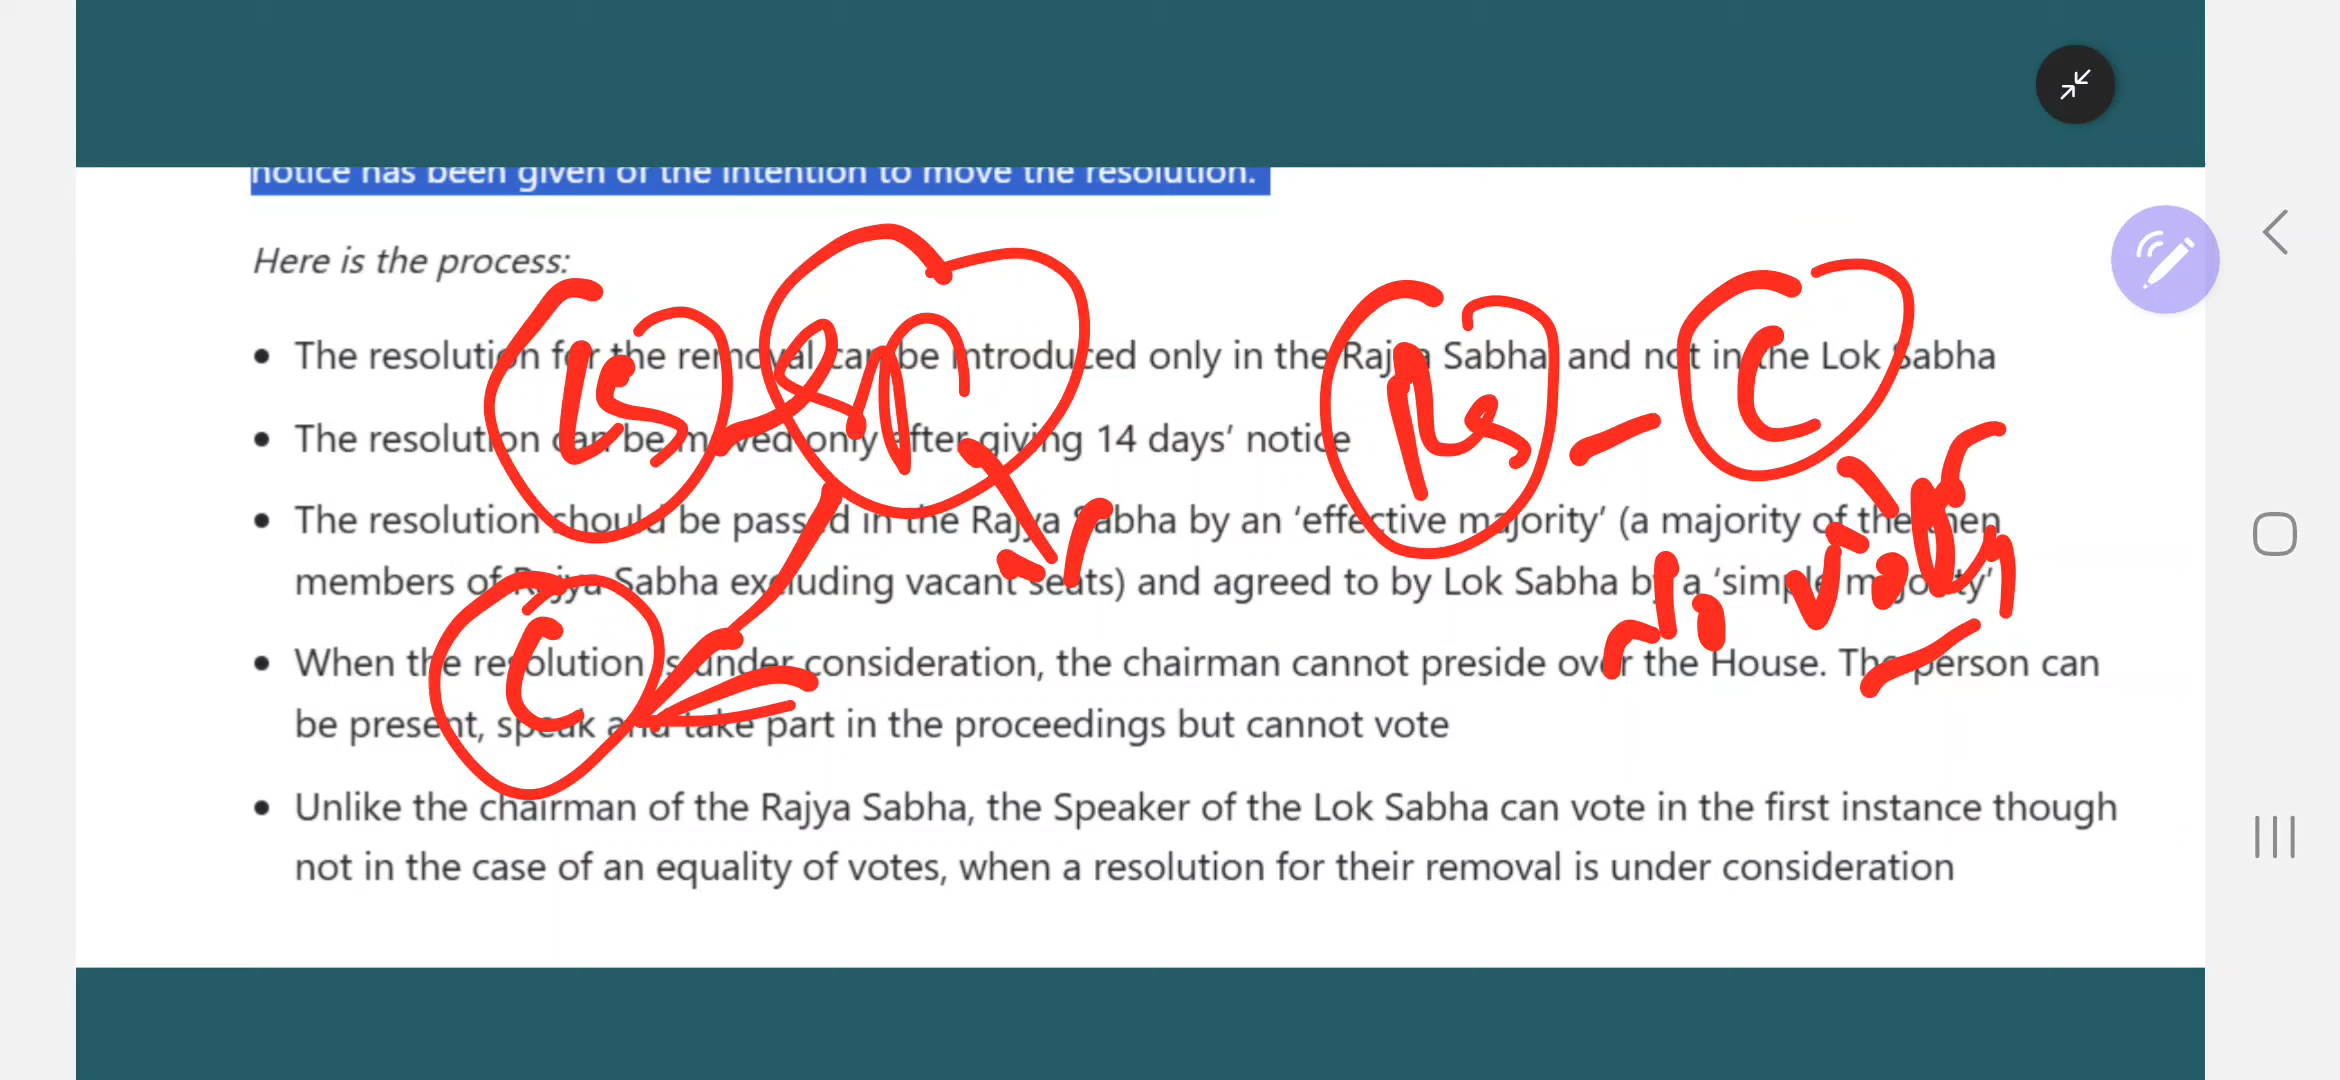 notice has been given of the intention to move the resolution.
Here is the process:
• The resolution for the removal can be introduced only in the Rajya Sabha and not in the Lok Sabha
• The resolution can be moved only after giving 14 days’ notice
• The resolution should be passed in the Rajya Sabha by an ‘effective majority’ (a majority of the then
members of Rajya Sabha excluding vacant seats) and agreed to by Lok Sabha by a ‘simple majority’
• When the resolution is under consideration, the chairman cannot preside over the House. The person can
be present, speak and take part in the proceedings but cannot vote
• Unlike the chairman of the Rajya Sabha, the Speaker of the Lok Sabha can vote in the first instance though
not in the case of an equality of votes, when a resolution for their removal is under consideration
LS
RS
C
C